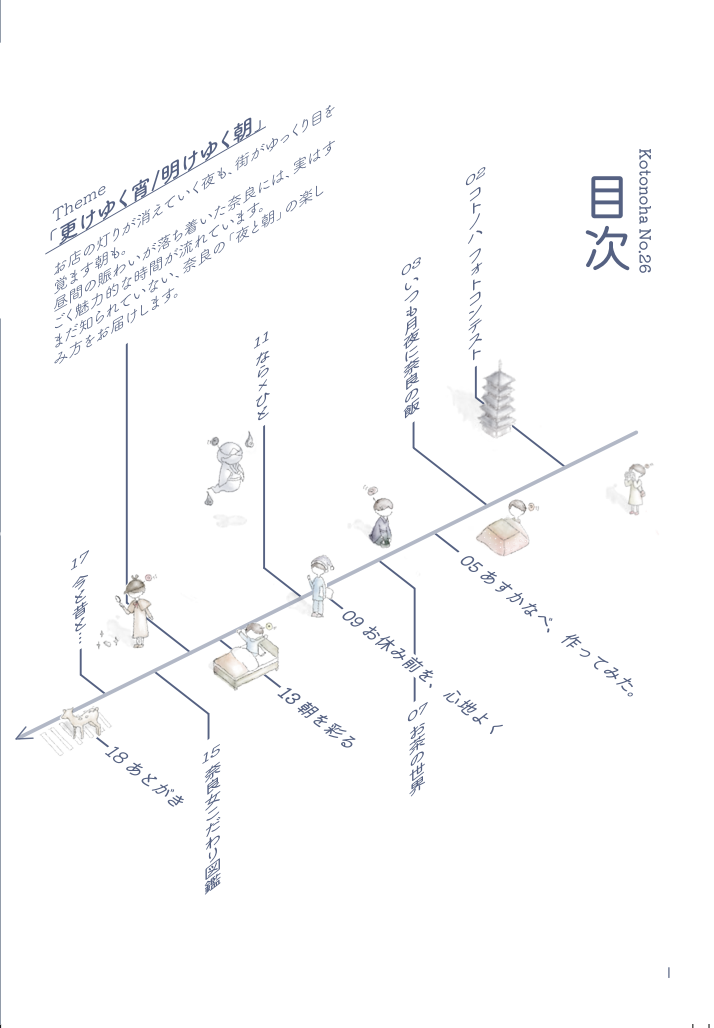 Kotonoha No.26
目次
02 コトノハ フォトコンテスト
03 いつも月夜に奈良の飯
05 あすかなべ、作ってみた。
07 お茶の世界
09 お休み前を、心地よく
11 なら×ひと
13 朝を彩る
15 奈良女こだわり図鑑
17 今と昔と…
18 あとがき
Theme
「更けゆく宵/明けゆく朝」
お店の灯りが消えていく夜も、街がゆっくり目を
覚ます朝も。
昼間の賑わいが落ち着いた奈良には、実はす
ごく魅力的な時間が流れています。
まだ知られていない、奈良の「夜と朝」の楽し
み方をお届けします。
1